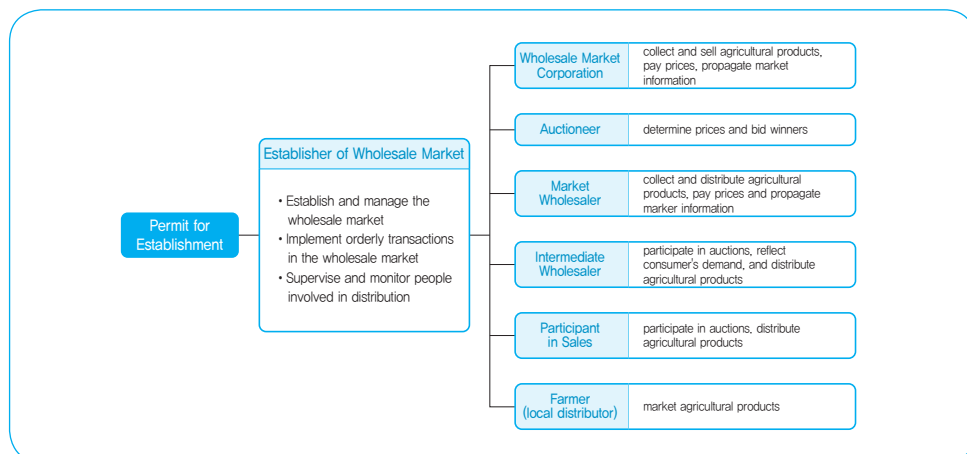 Permit for
Establishment
Establisher of Wholesale Market
• Establish and manage the
wholesale market
• Implement orderly transactions
in the wholesale market
• Supervise and monitor people
involved in distribution
Wholesale Market
Corporation
collect and sell agricultural products,
pay prices, propagate market
information
Auctioneer
determine prices and bid winners
Market
Wholesaler
collect and distribute agricultural
products, pay prices and propagate
marker information
Intermediate
Wholesaler
participate in auctions, reflect
consumer's demand, and distribute
agricultural products
Participant
in Sales
participate in auctions, distribute
agricultural products
Farmer
(local distributor)
market agricultural products